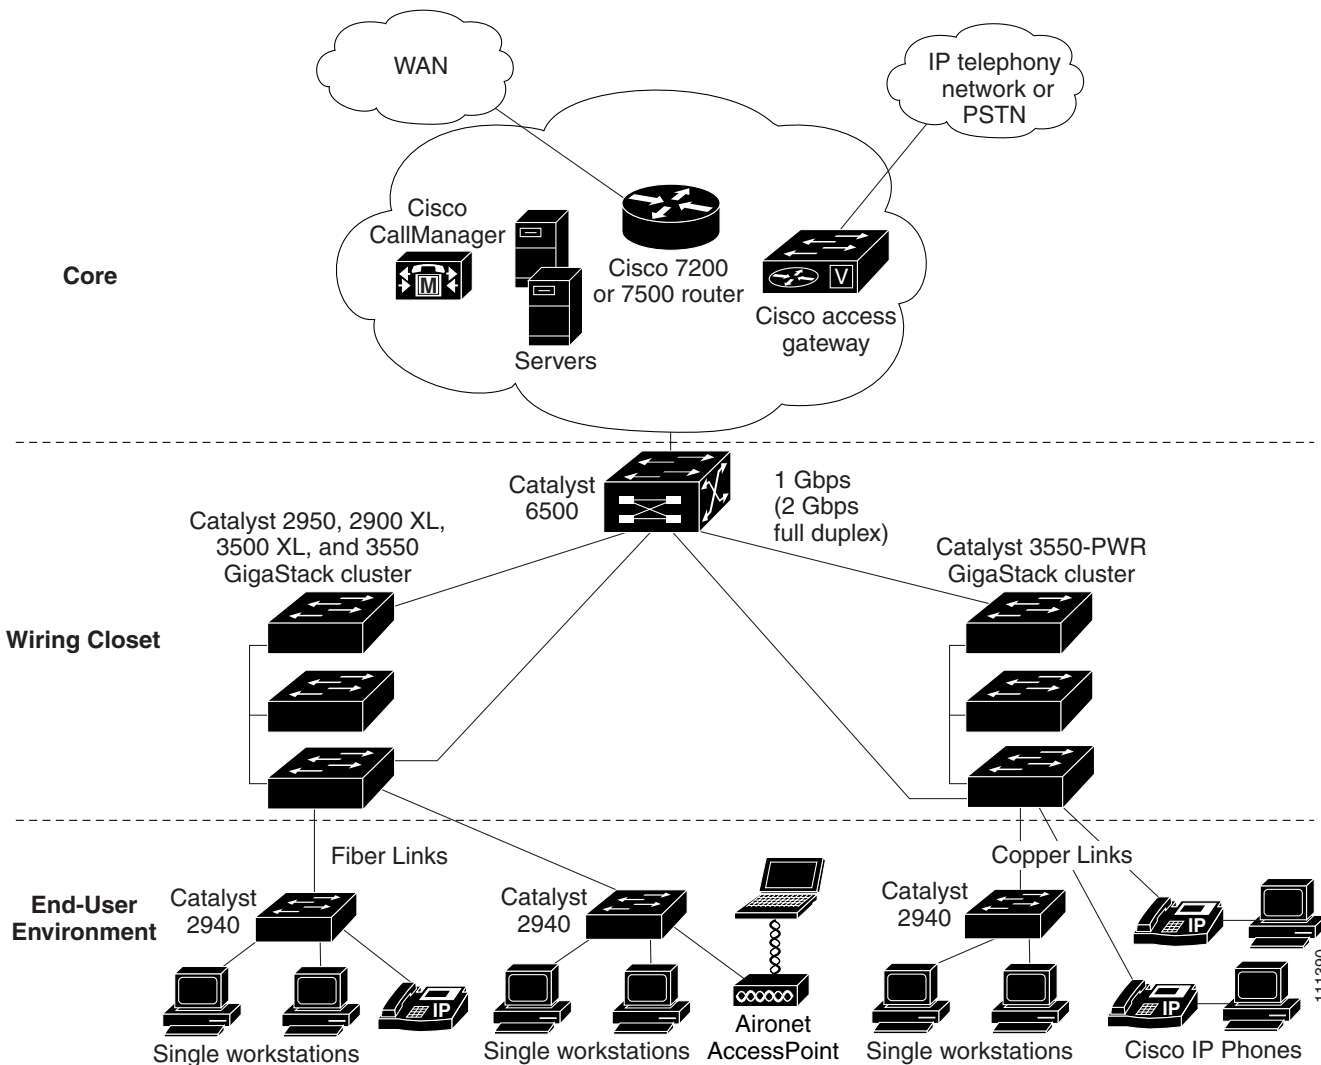 WAN
IP telephony
network or
PSTN
Cisco
CallManager
M
Servers
Cisco 7200
or 7500 router
V
Cisco access
gateway
Core
Catalyst
6500
1 Gbps
(2 Gbps
full duplex)
Catalyst 2950, 2900 XL,
3500 XL, and 3550
GigaStack cluster
Catalyst 3550-PWR
GigaStack cluster
Wiring Closet
Fiber Links
Copper Links
End-User
Environment
Catalyst
2940
Catalyst
2940
Catalyst
2940
IP
IP
IP
Single workstations
Single workstations
Aironet
AccessPoint
Single workstations
Cisco IP Phones
111390